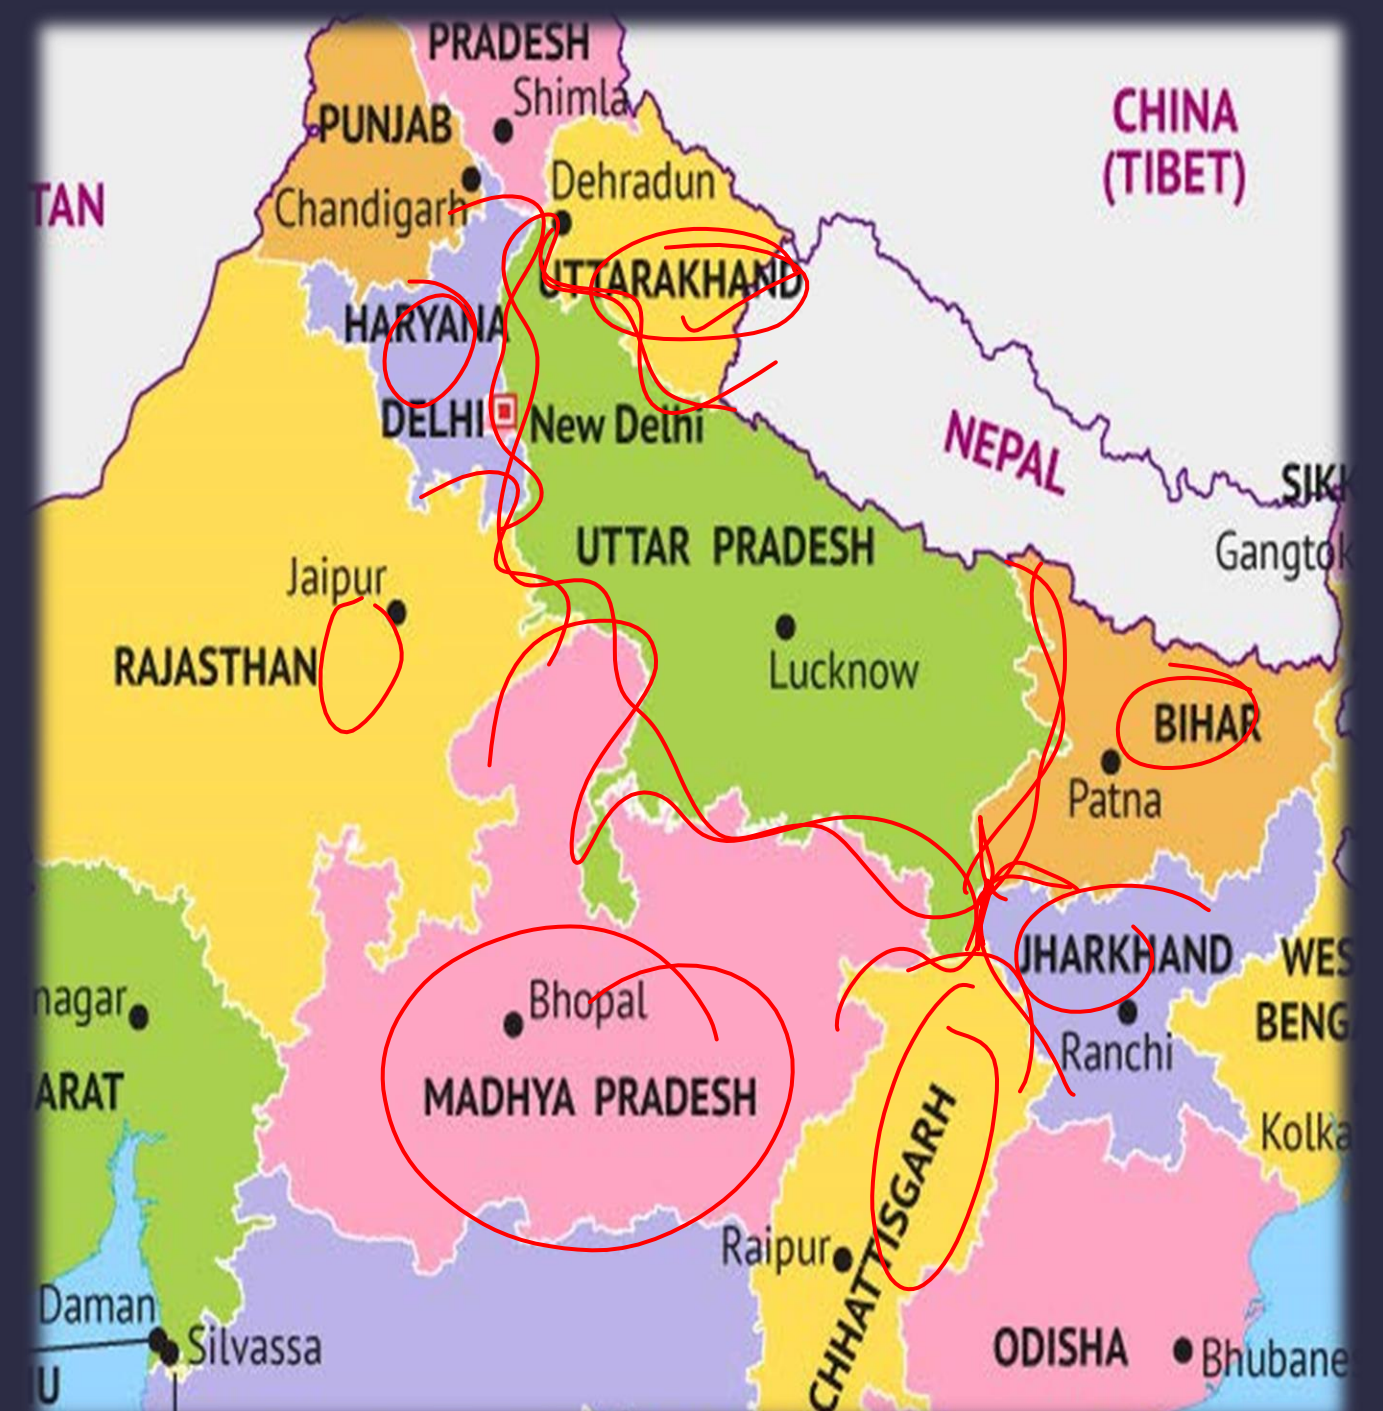 PRADESH
Shimla
CHINA
(TIBET)
PUNJAB
Dehradun
TAN
Chandigarh
UTTARAKHAND
HARYANA
DELHI
New Delhi
NEPAL
SIKK
UTTAR PRADESH
Gangtok
Jaipur
RAJASTHAN
Lucknow
BIHAR
Patna
JHARKHAND
WES
BENG
nagar
Bhopal
Ranchi
ARAT
MADHYA PRADESH
Kolka
CHHATTISGARH
Raipur
Daman
Silvassa
ODISHA
Bhubane
U